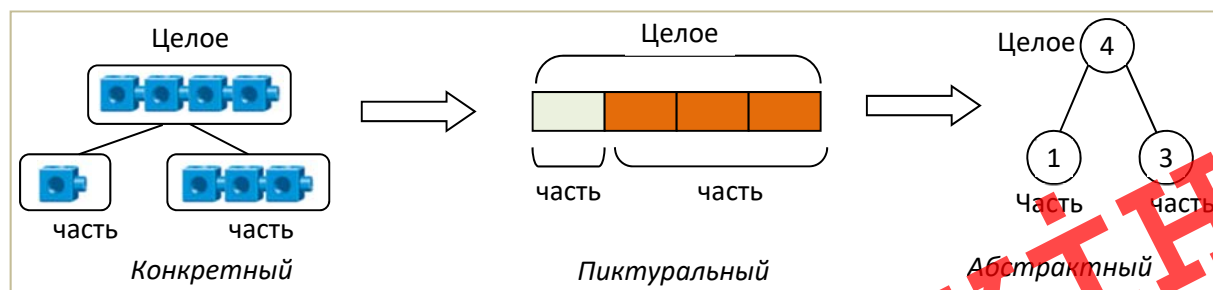 Целое
часть
часть
Конкретный
Целое
часть
часть
Пиктуральный
Целое
4
1
3
Часть
часть
Абстрактный